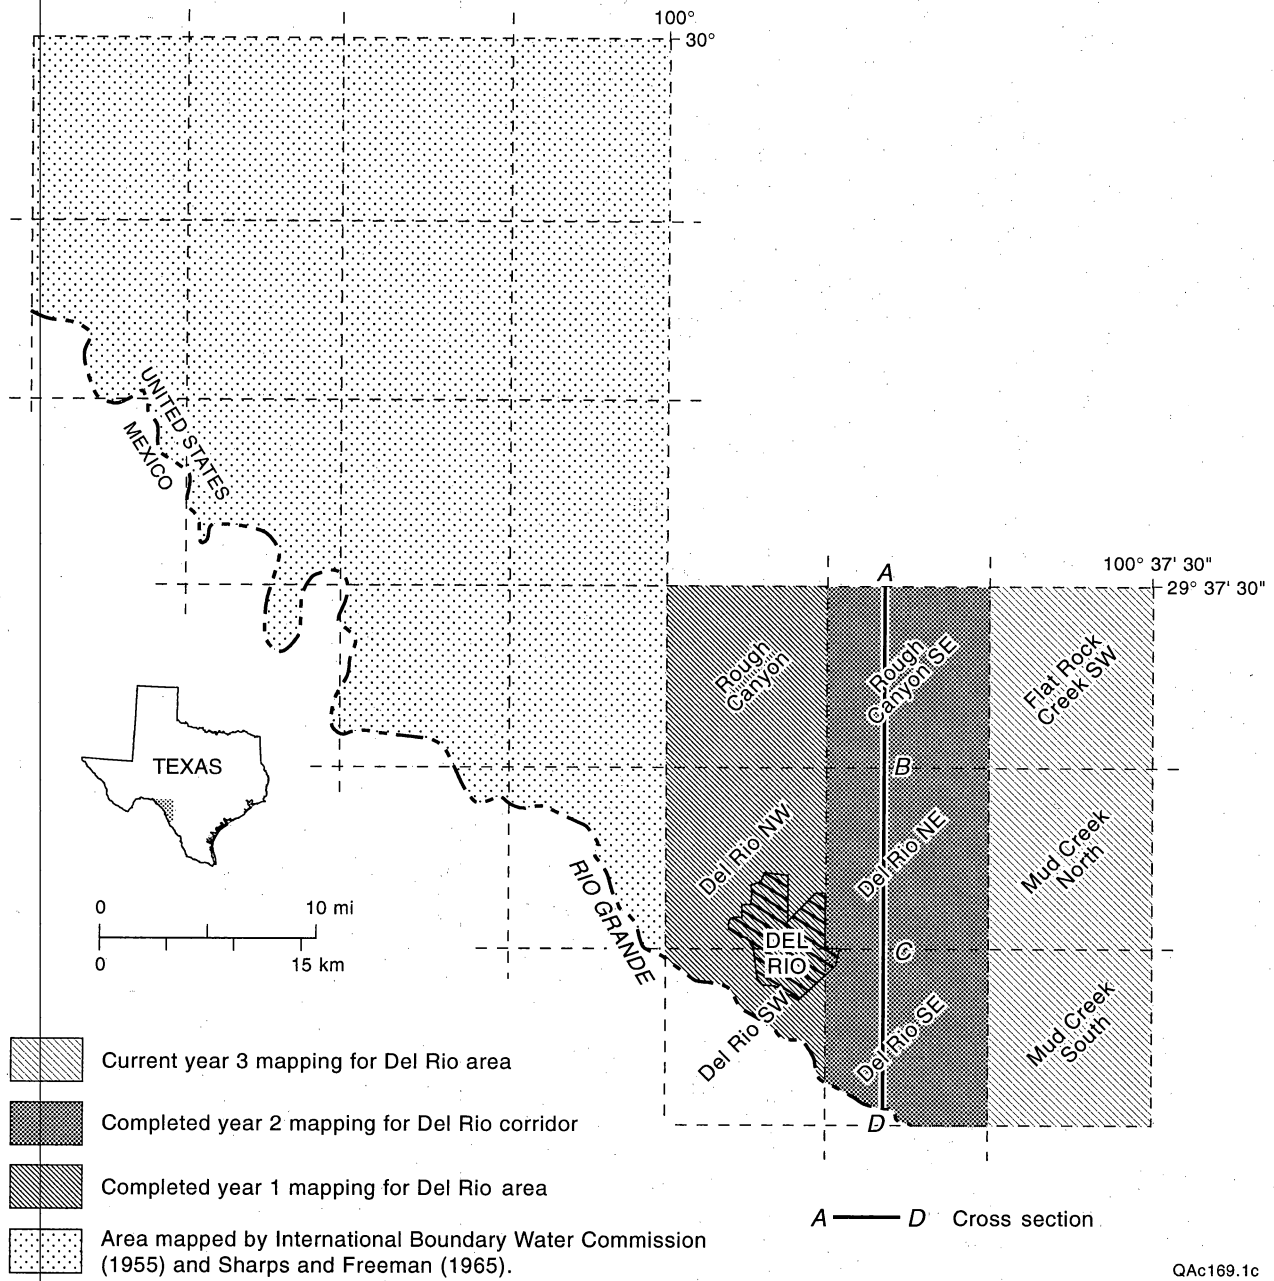 100°
30°
UNITED STATES
MEXICO
100° 37' 30"
29° 37' 30"
A
Rough
Canyon
Rough
Canyon SE
Flat Rock
Creek SW
TEXAS
B
Del Rio NW
Del Rio NE
Mud Creek
North
RIO GRANDE
0 10 mi
0 15 km
DEL
RIO
C
Del Rio SW
Del Rio SE
Mud Creek
South
D
Current year 3 mapping for Del Rio area
Completed year 2 mapping for Del Rio corridor
Completed year 1 mapping for Del Rio area
Area mapped by International Boundary Water Commission
(1955) and Sharps and Freeman (1965).
A D Cross section
QAc169.1c